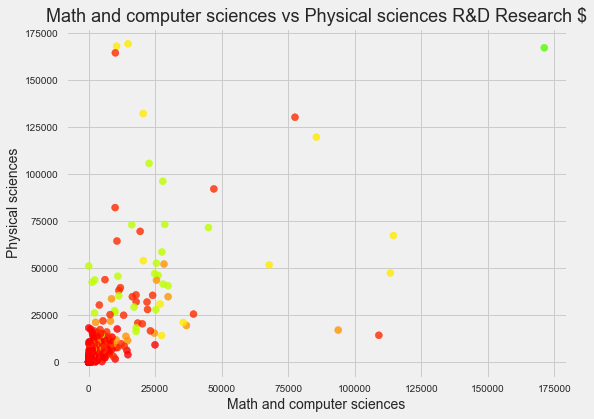 Math and computer sciences vs Physical sciences R&D Research $
175000
150000
125000
100000
75000
50000
25000
0
Physical sciences
0 25000 50000 75000 100000 125000 150000 175000
Math and computer sciences